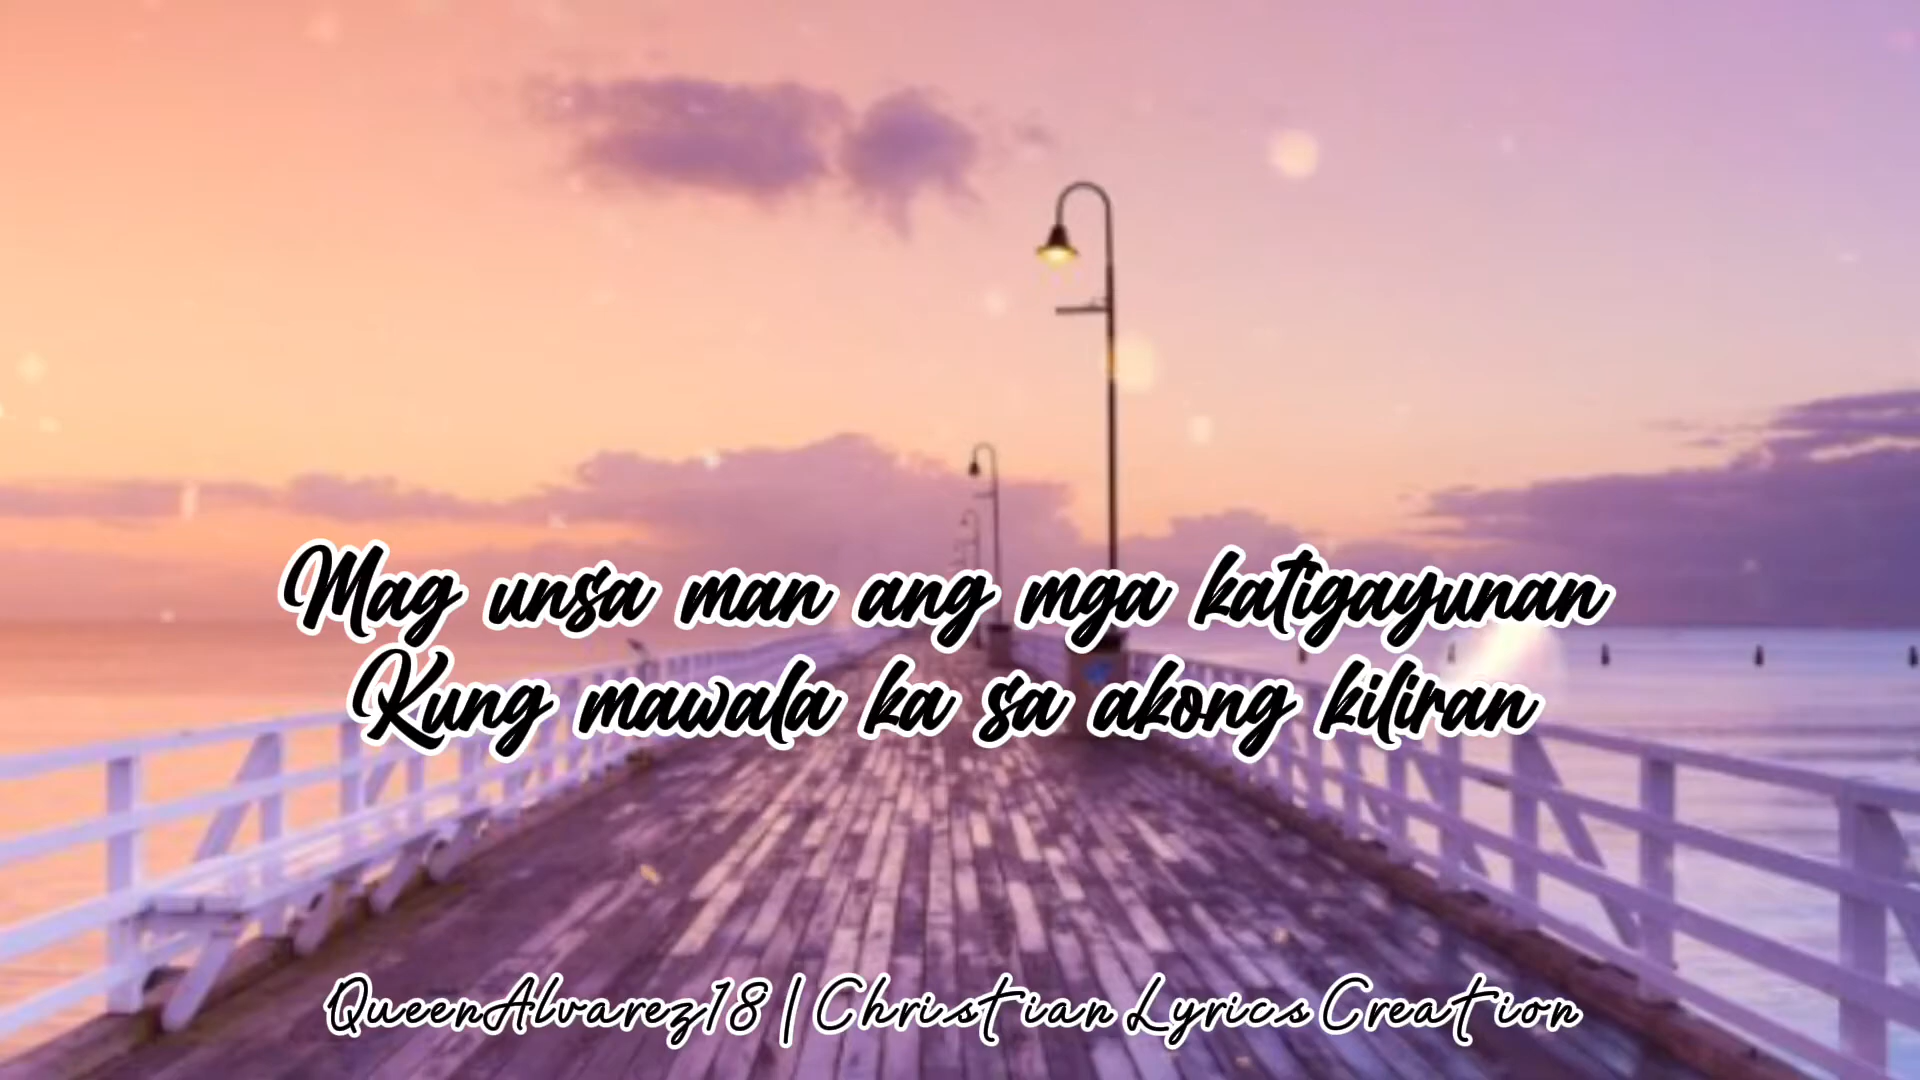 Mag unsa man ang mga katigayunan
Kung mawala ka sa akong kiliran
QueenAlvarez18 | Christian Lyrics Creation